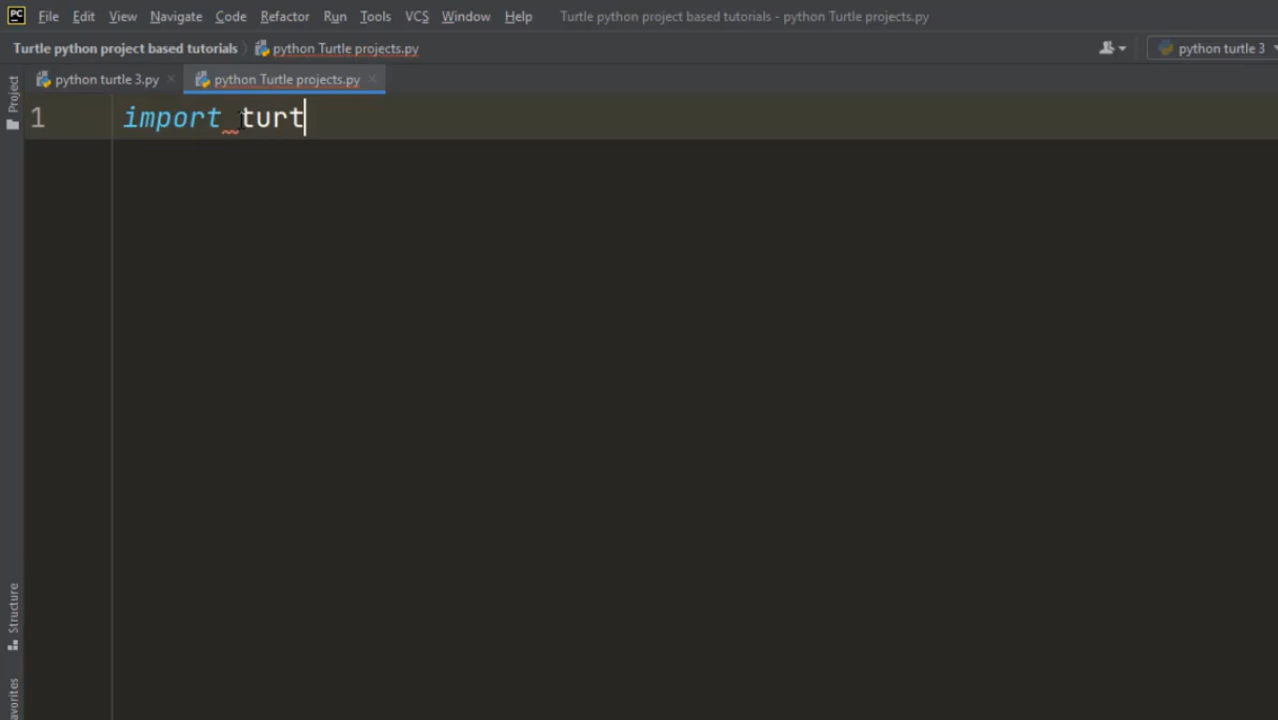 PC File Edit View Navigate Code Refactor Run Tools VCS Window Help Turtle python project based tutorials - python Turtle projects.py
Turtle python project based tutorials python Turtle projects.py python turtle 3
python turtle 3.py python Turtle projects.py
Project
1 import turt
Structure
avorites